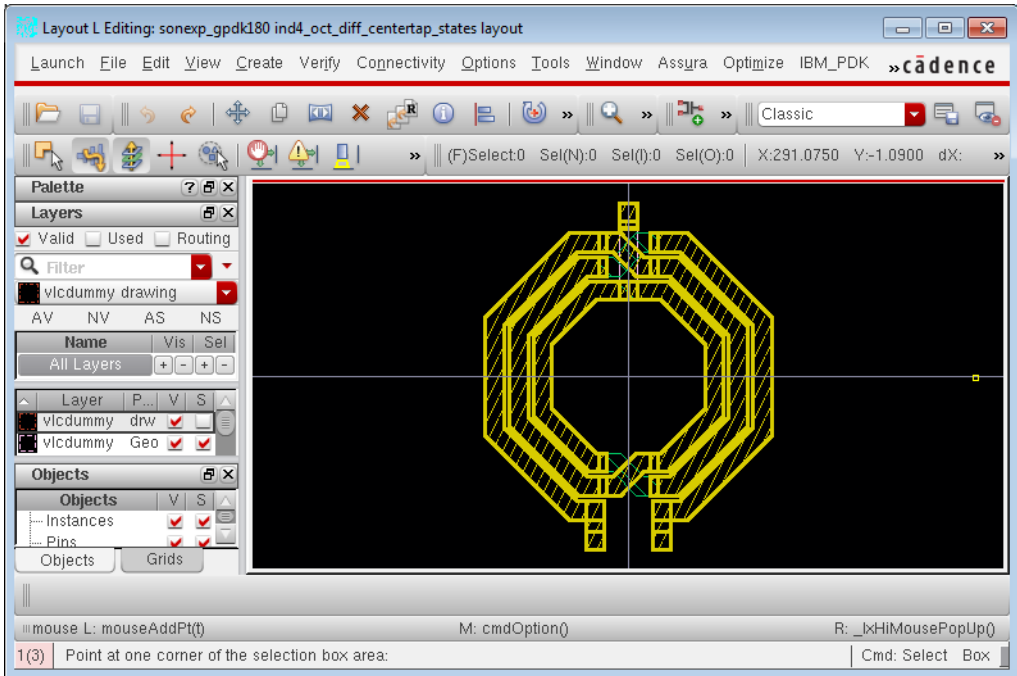 Layout L Editing: sonexp_gpdk180 ind4_oct_diff_centertap_states layout
Launch File Edit View Create Verify Connectivity Options Tools Window Assura Optimize IBM_PDK » cādence
R » » » Classic
» (F)Select:0 Sel(N):0 Sel(I):0 Sel(O):0 X:291.0750 Y:-1.0900 dX: »
Palette
Layers
Valid Used Routing
Filter
vlcdummy drawing
AV NV AS NS
Name Vis Sel
All Layers + - + -
Layer P... V S
vlcdummy drw
vlcdummy Geo
Objects
Objects V S
Instances
Pins
Objects Grids
mouse L: mouseAddPt(t) M: cmdOption() R: _lxHiMousePopUp()
1(3) Point at one corner of the selection box area: Cmd: Select Box